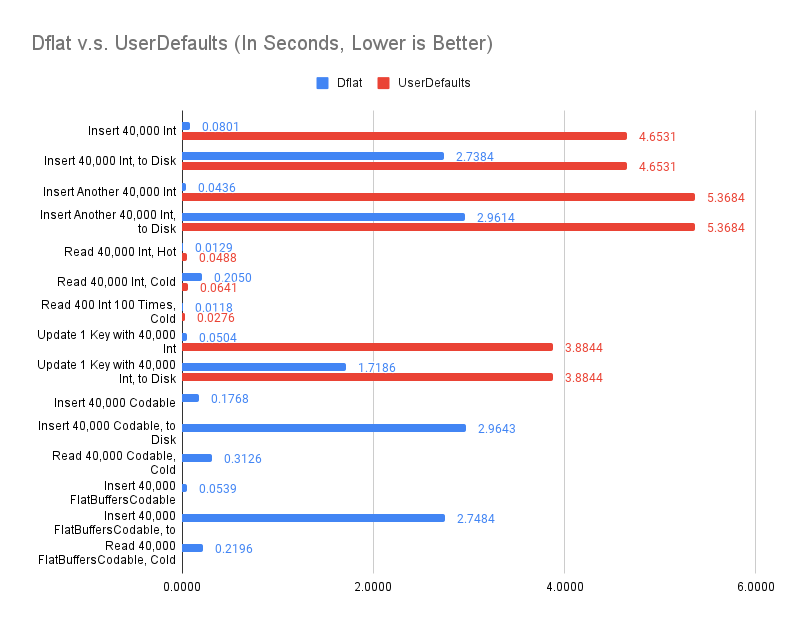 Dflat v.s. UserDefaults (In Seconds, Lower is Better)
Dflat
UserDefaults
Insert 40,000 Int
0.0801
4.6531
Insert 40,000 Int, to Disk
2.7384
4.6531
Insert Another 40,000 Int
0.0436
5.3684
Insert Another 40,000 Int,
to Disk
2.9614
5.3684
Read 40,000 Int, Hot
0.0129
0.0488
Read 40,000 Int, Cold
0.2050
0.0641
Read 400 Int 100 Times,
Cold
0.0118
0.0276
Update 1 Key with 40,000
Int
0.0504
3.8844
Update 1 Key with 40,000
Int, to Disk
1.7186
3.8844
Insert 40,000 Codable
0.1768
Insert 40,000 Codable, to
Disk
2.9643
Read 40,000 Codable,
Cold
0.3126
Insert 40,000
FlatBuffersCodable
0.0539
Insert 40,000
FlatBuffersCodable, to
2.7484
Read 40,000
FlatBuffersCodable, Cold
0.2196
0.0000
2.0000
4.0000
6.0000